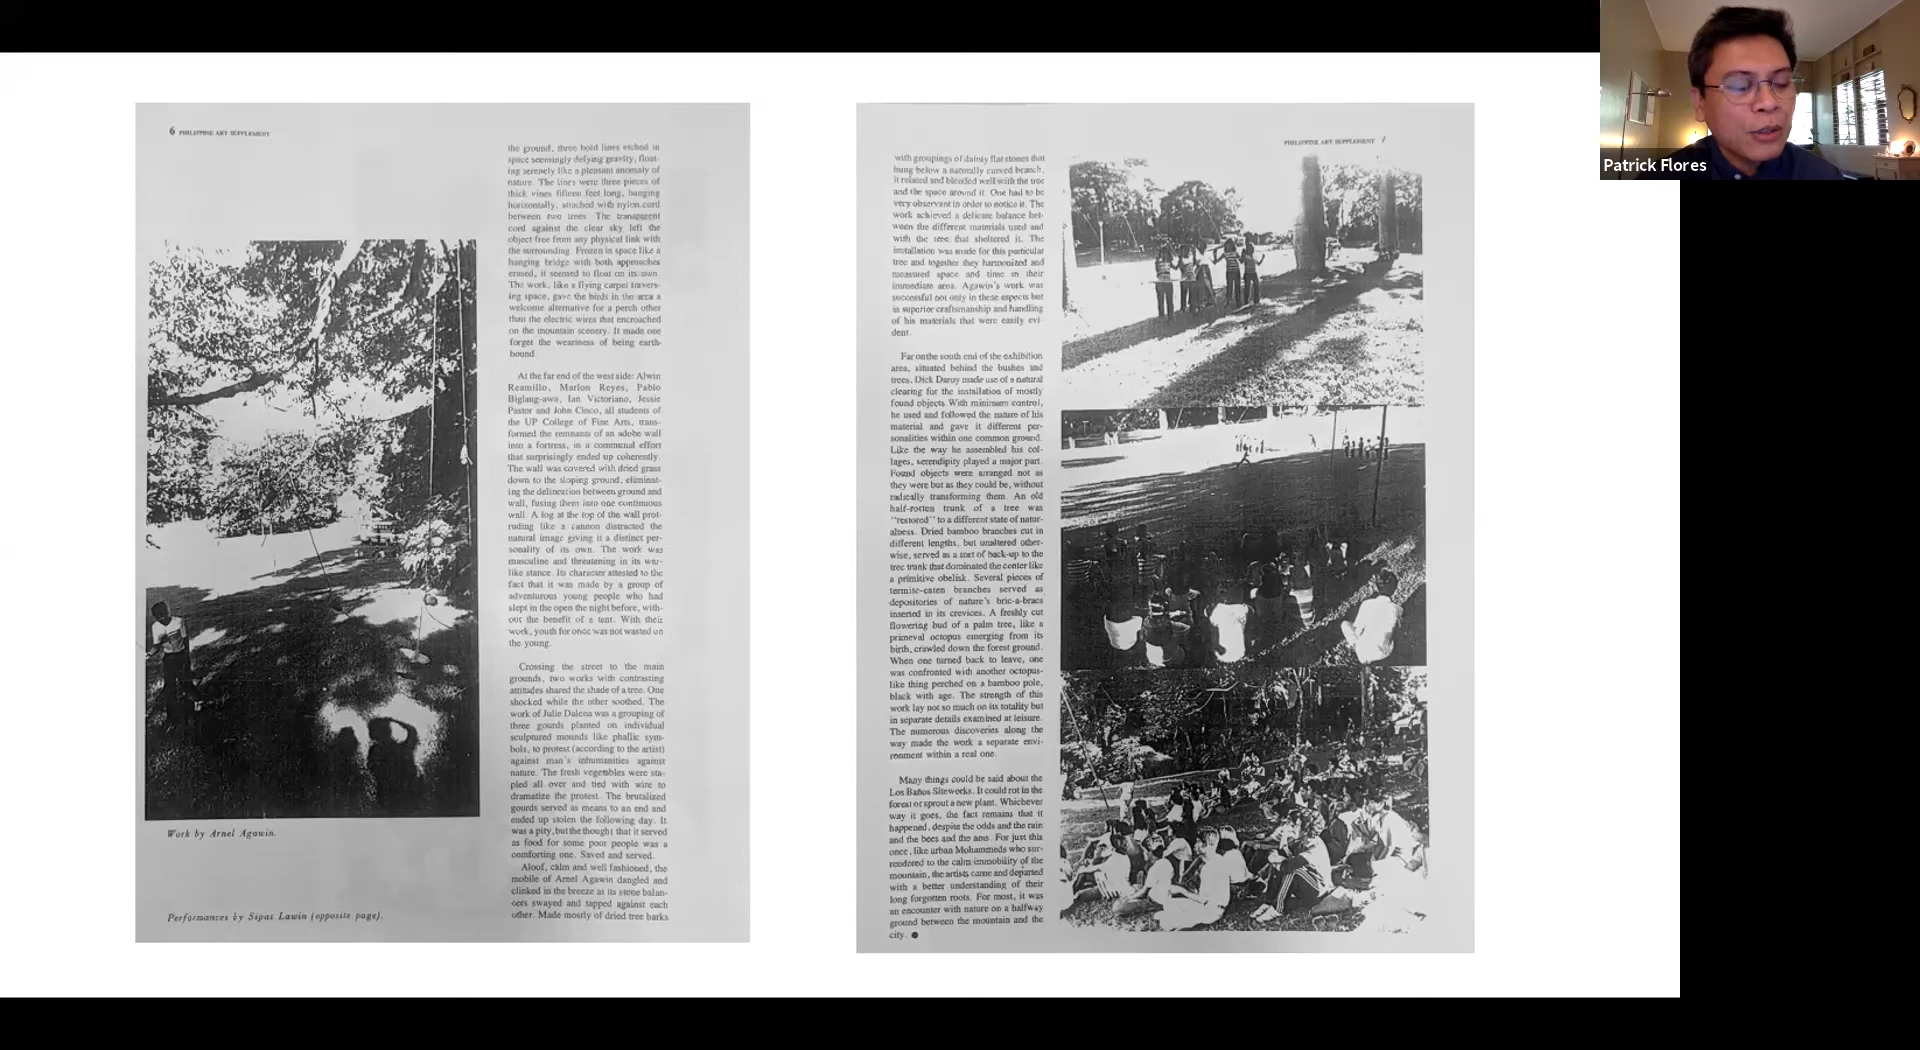 6 PHILIPPINE ART SUPPLEMENT
the ground, three bold lines etched in
space seemingly defying gravity, float-
ing serenely like a pleasant anomaly of
nature. The lines were three pieces of
thick vines fifteen feet long, hanging
horizontally, attached with nylon cord
between two trees. The transparent
cord against the clear sky left the
object free from any physical link with
the surrounding. Frozen in space like a
hanging bridge with both approaches
ermed, it seemed to float on its own.
The work, like a flying carpet travers-
ing space, gave the birds in the area a
welcome alternative for a perch other
than the electric wires that encroached
on the mountain scenery. It made one
forget the weariness of being earth-
bound.
At the far end of the west side: Alwin
Reamillo, Marlon Reyes, Pablo
Biglang-awa, Ian Victoriano, Jessie
Pastor and John Cinco, all students of
the UP College of Fine Arts, trans-
formed the remnants of an adobe wall
into a fortress, in a communal effort
that surprisingly ended up coherently.
The wall was covered with dried grass
down to the sloping ground, eliminat-
ing the delineation between ground and
wall, fusing them into one continuous
wall. A log at the top of the wall prot-
ruding like a cannon distracted the
natural image giving it a distinct per-
sonality of its own. The work was
masculine and threatening in its war-
like stance. Its character attested to the
fact that it was made by a group of
adventurous young people who had
slept in the open the night before, with-
out the benefit of a tent. With their
work, youth for once was not wasted on
the young.
Crossing the street to the main
grounds, two works with contrasting
attitudes shared the shade of a tree. One
shocked while the other soothed. The
work of Julie Dalena was a grouping of
three gourds planted on individual
sculptured mounds like phallic sym-
bols, to protest (according to the artist)
against man's inhumanities against
nature. The fresh vegetables were sta-
pled all over and tied with wire to
dramatize the protest. The brutalized
gourds served as means to an end and
ended up stolen the following day. It
was a pity, but the thought that it served
as food for some poor people was a
comforting one. Saved and served.
Aloof, calm and well fashioned, the
mobile of Arnel Agawin dangled and
clinked in the breeze as its stone balan-
cers swayed and tapped against each
other. Made mostly of dried tree barks
Work by Arnel Agawin.
Performances by Sipat Lawin (opposite page).
PHILIPPINE ART SUPPLEMENT 7
with groupings of dainty flat stones that
hung below a naturally curved branch,
it related and blended well with the tree
and the space around it. One had to be
very observant in order to notice it. The
work achieved a delicate balance bet-
ween the different materials used and
with the tree that sheltered it. The
installation was made for this particular
tree and together they harmonized and
measured space and time in their
immediate area. Agawin's work was
successful not only in these aspects but
in superior craftsmanship and handling
of his materials that were easily evi-
dent.
Far on the south end of the exhibition
area, situated behind the bushes and
trees, Dick Daroy made use of a natural
clearing for the installation of mostly
found objects. With minimum control,
he used and followed the nature of his
material and gave it different per-
sonalities within one common ground.
Like the way he assembled his col-
lages, serendipity played a major part.
Found objects were arranged not as
they were but as they could be, without
radically transforming them. An old
half-rotten trunk of a tree was
"restored" to a different state of natur-
alness. Dried bamboo branches cut in
different lengths, but unaltered other-
wise, served as a sort of back-up to the
tree trunk that dominated the center like
a primitive obelisk. Several pieces of
termite-eaten branches served as
depositories of nature's bric-a-bracs
inserted in its crevices. A freshly cut
flowering bud of a palm tree, like a
primeval octopus emerging from its
birth, crawled down the forest ground.
When one turned back to leave, one
was confronted with another octopus-
like thing perched on a bamboo pole,
black with age. The strength of this
work lay not so much on its totality but
in separate details examined at leisure.
The numerous discoveries along the
way made the work a separate envi-
ronment within a real one.
Many things could be said about the
Los Baños Siteworks. It could rot in the
forest or sprout a new plant. Whichever
way it goes, the fact remains that it
happened, despite the odds and the rain
and the bees and the ants. For just this
once, like urban Mohammeds who sur-
rendered to the calm immobility of the
mountain, the artists came and departed
with a better understanding of their
long forgotten roots. For most, it was
an encounter with nature on a halfway
ground between the mountain and the
city.
Patrick Flores